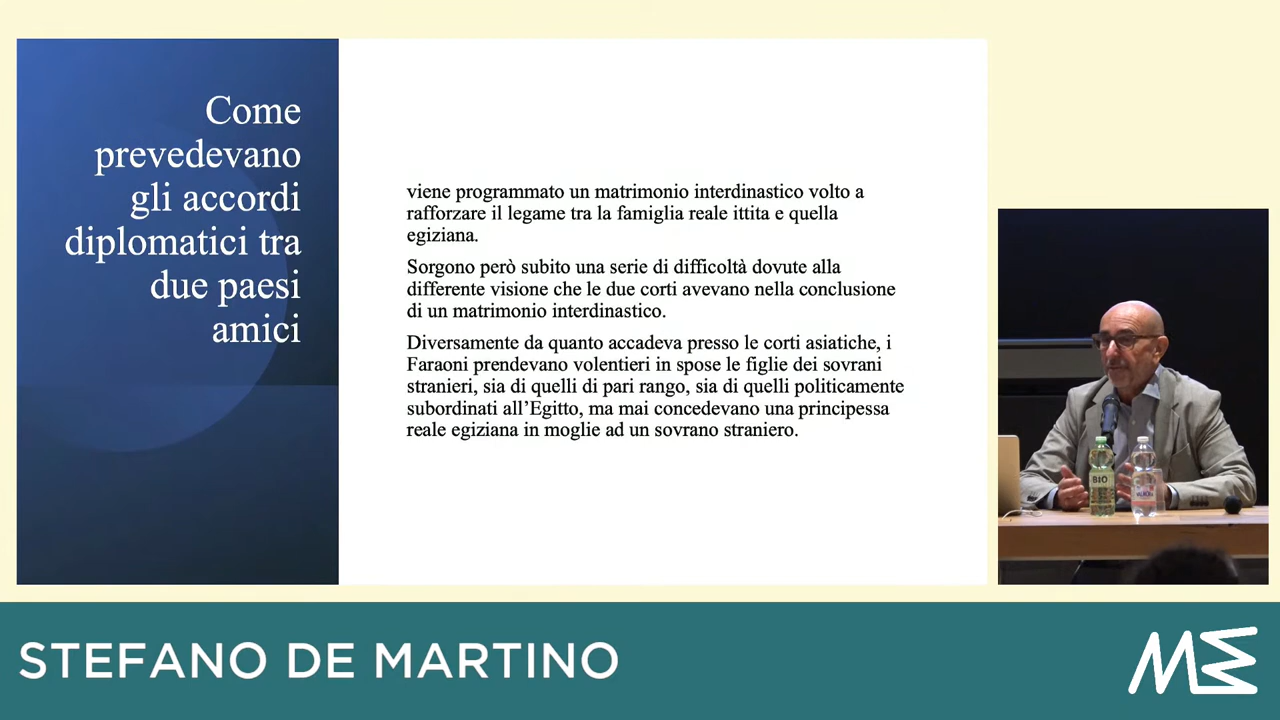 Come
prevedevano
gli accordi
diplomatici tra
due paesi
amici
viene programmato un matrimonio interdinastico volto a
rafforzare il legame tra la famiglia reale ittita e quella
egiziana.
Sorgono però subito una serie di difficoltà dovute alla
differente visione che le due corti avevano nella conclusione
di un matrimonio interdinastico.
Diversamente da quanto accadeva presso le corti asiatiche, i
Faraoni prendevano volentieri in spose le figlie dei sovrani
stranieri, sia di quelli di pari rango, sia di quelli politicamente
subordinati all’Egitto, ma mai concedevano una principessa
reale egiziana in moglie ad un sovrano straniero.
BIO
STEFANO DE MARTINO
ME